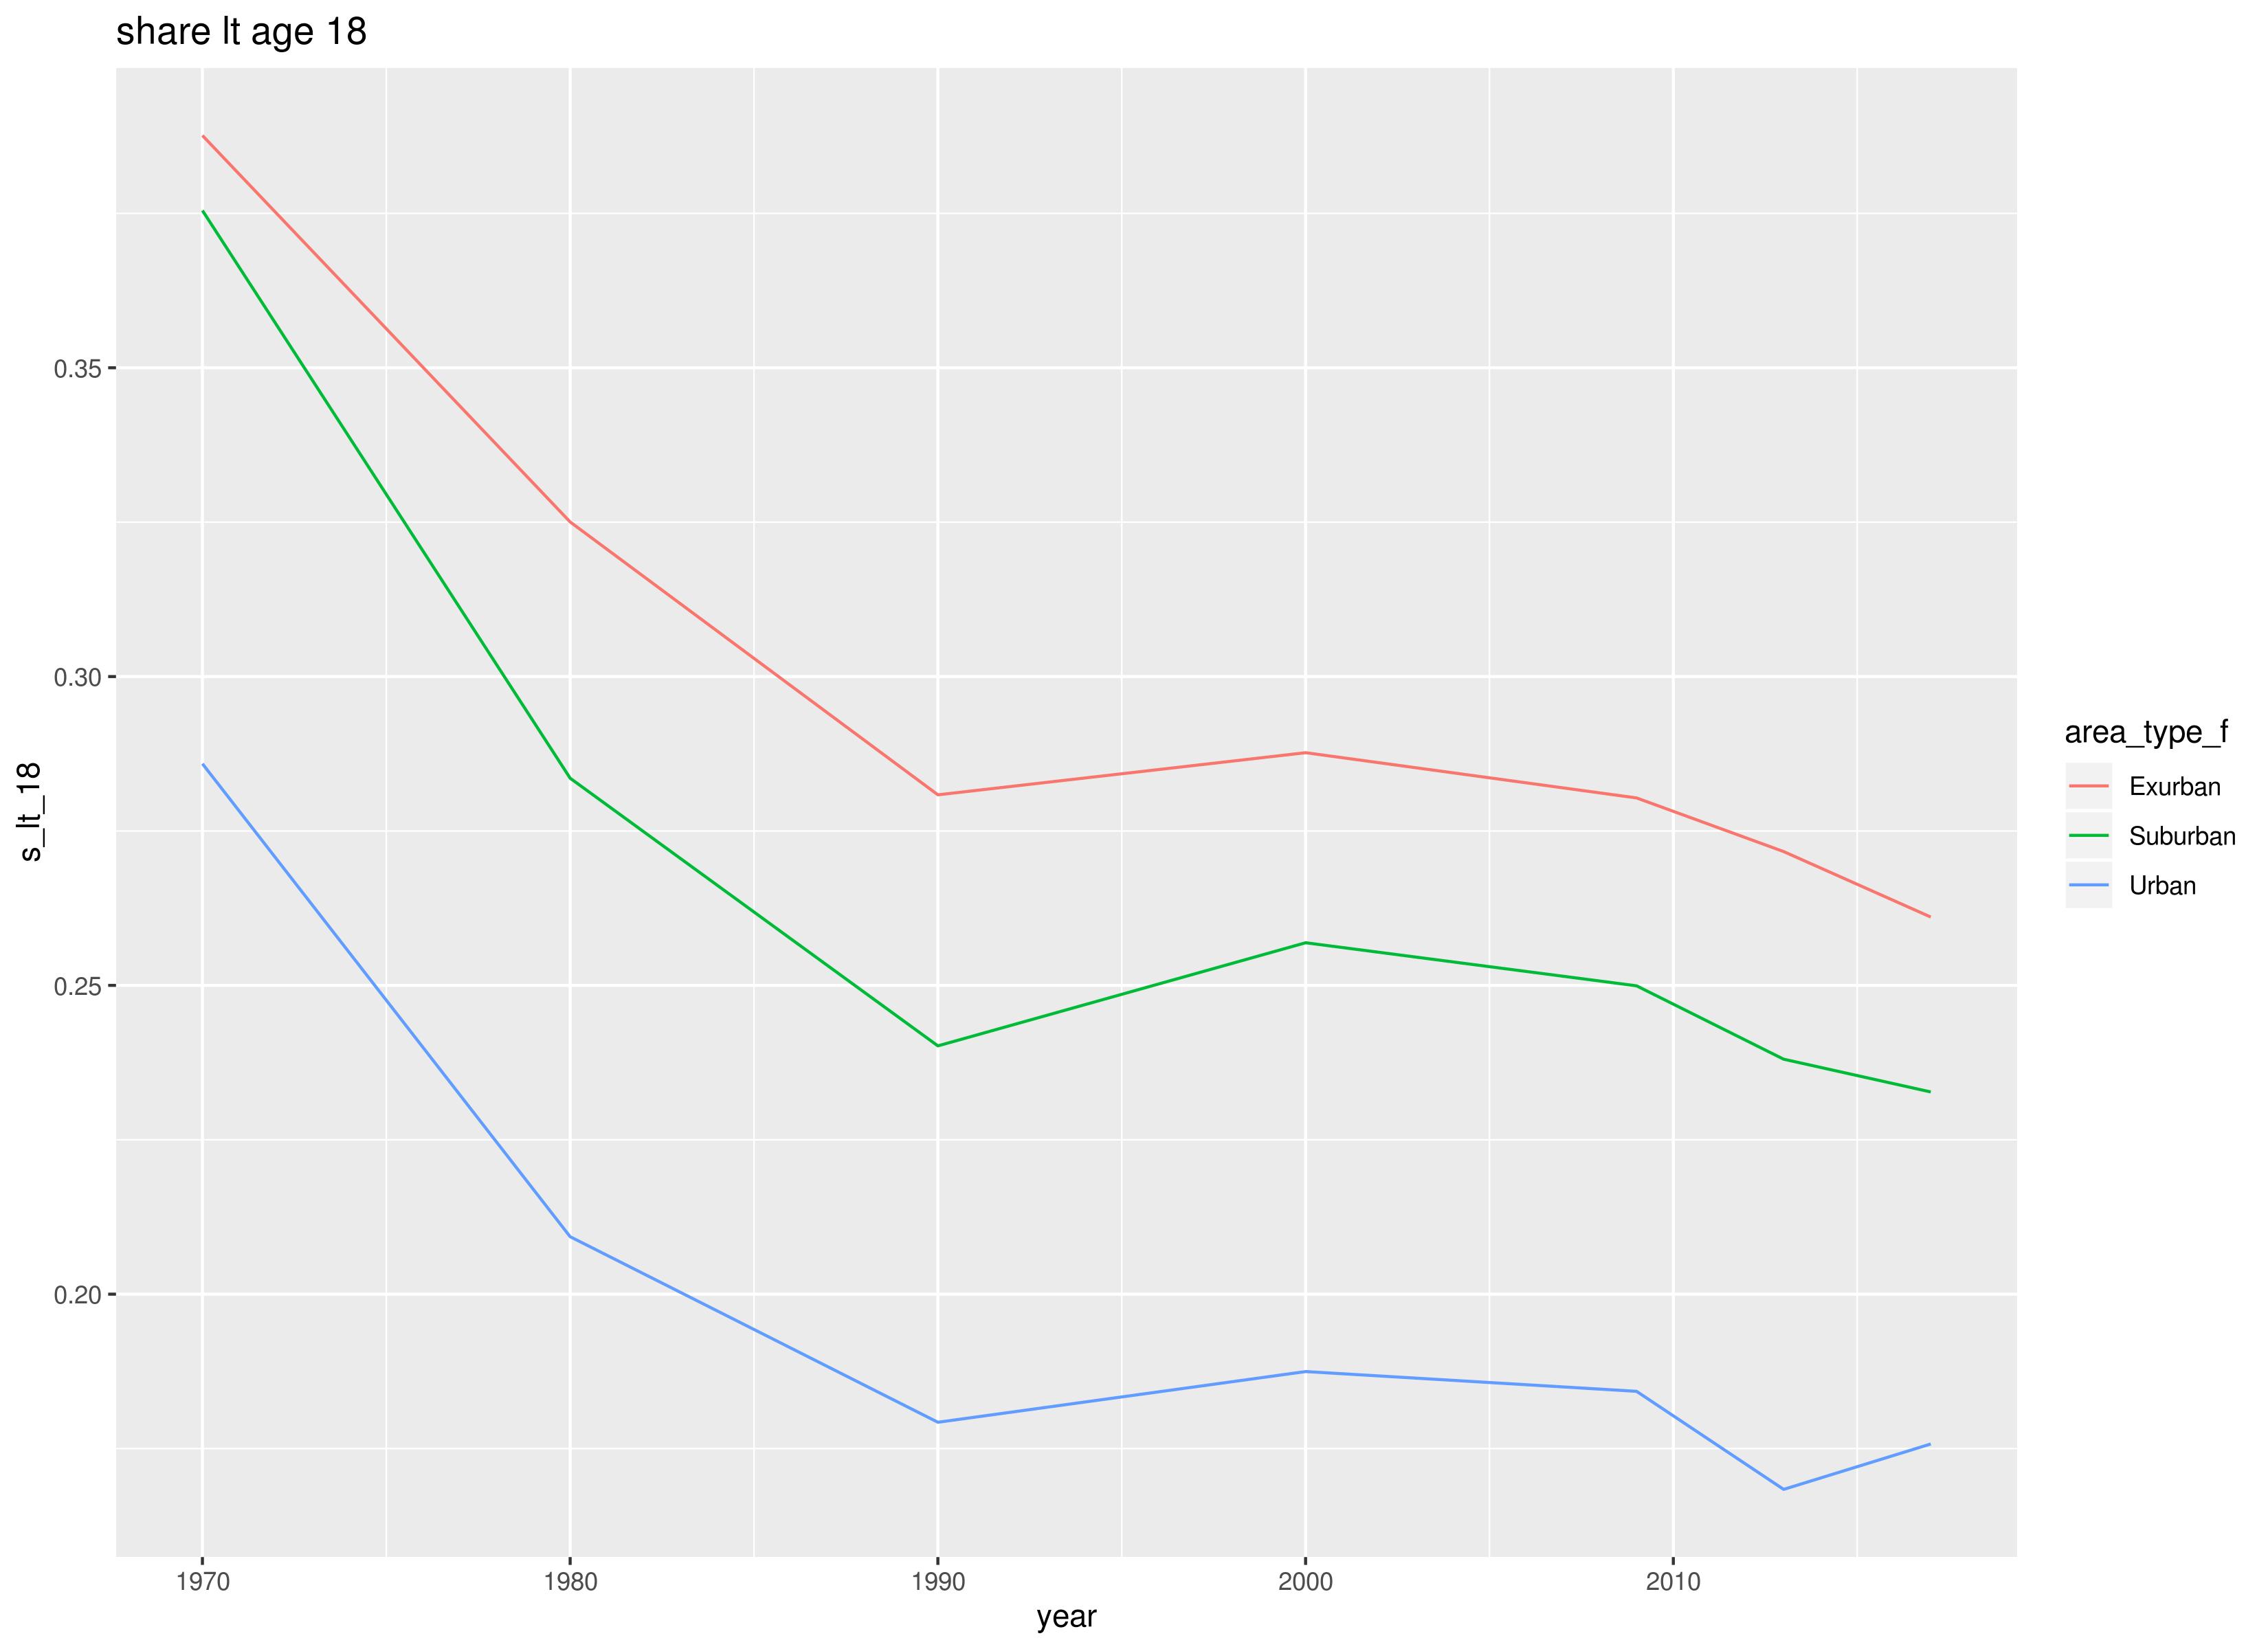 share lt age 18
s_lt_18
0.35
0.30
0.25
0.20
1970 1980 1990 2000 2010
year
area_type_f
Exurban
Suburban
Urban